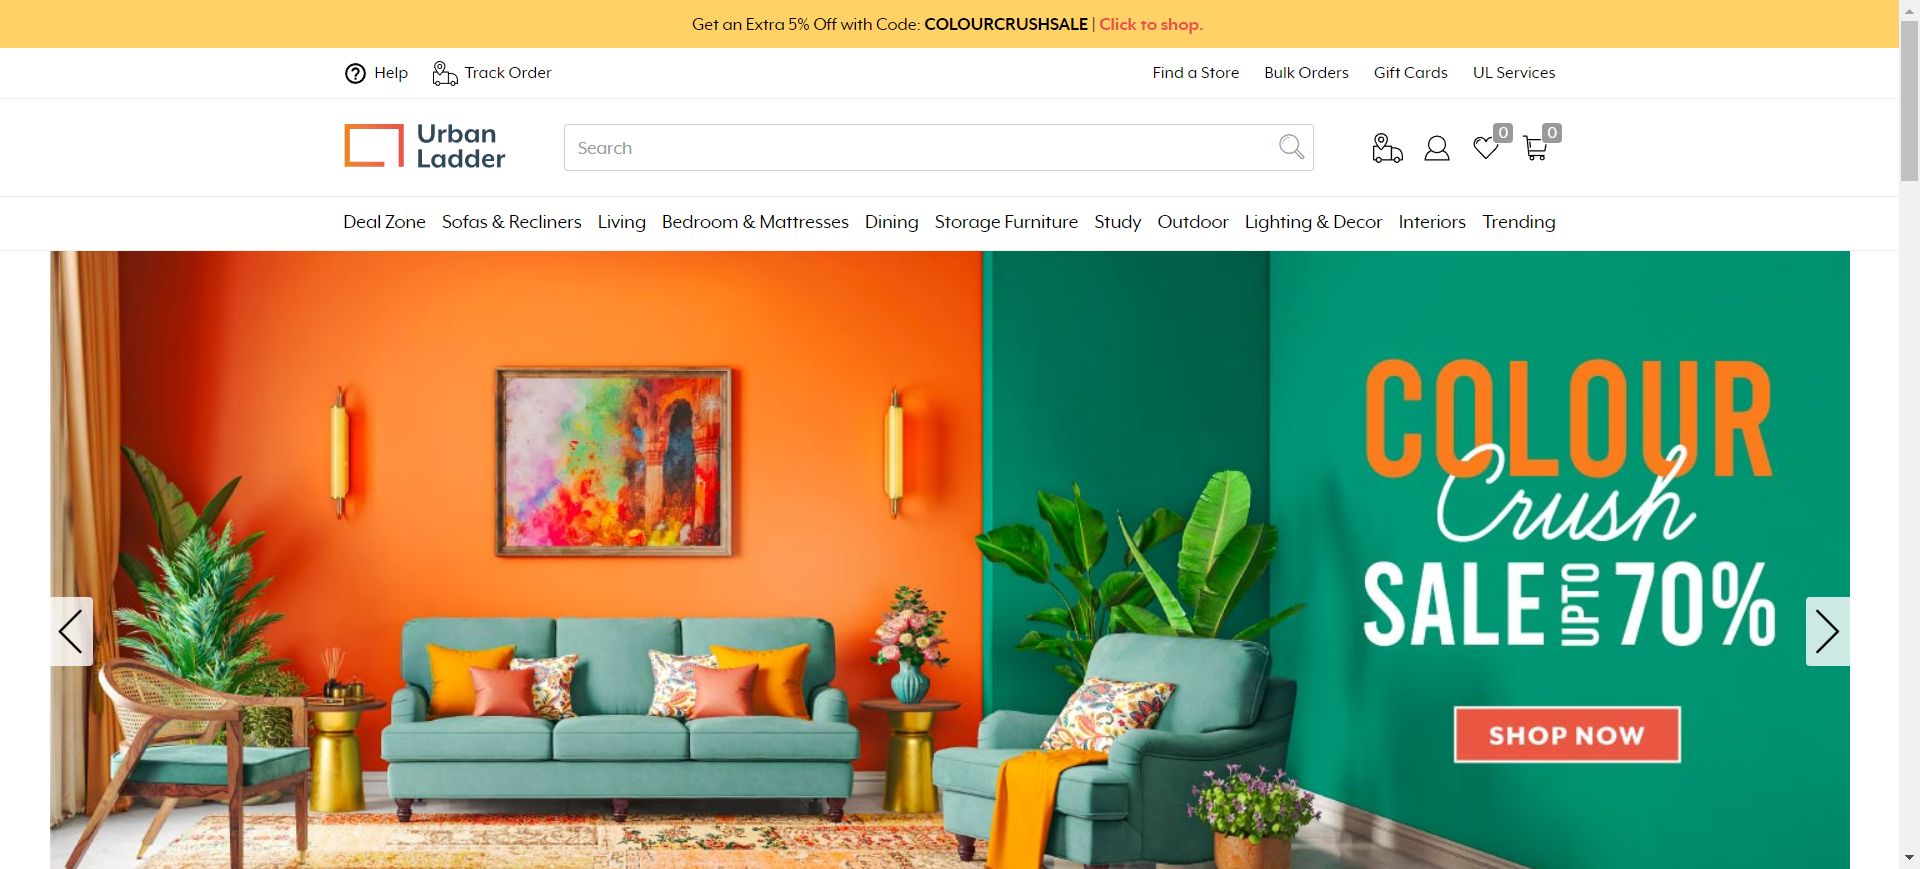 Get an Extra 5% Off with Code: COLOURCRUSHSALE | Click to shop.
Help Track Order Find a Store Bulk Orders Gift Cards UL Services
Urban
Ladder
Search
0 0
Deal Zone Sofas & Recliners Living Bedroom & Mattresses Dining Storage Furniture Study Outdoor Lighting & Decor Interiors Trending
COLOUR
Crush
SALE UPTO 70%
SHOP NOW